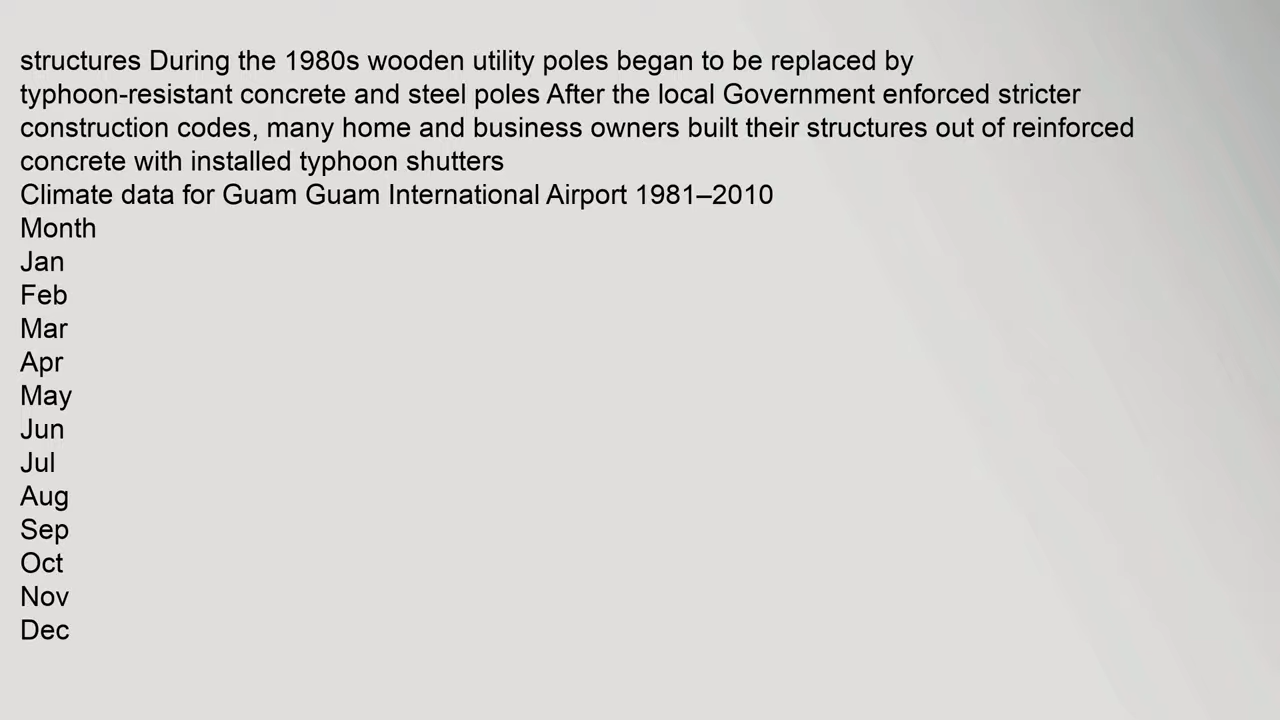 structures During the 1980s wooden utility poles began to be replaced by
typhoon-resistant concrete and steel poles After the local Government enforced stricter
construction codes, many home and business owners built their structures out of reinforced
concrete with installed typhoon shutters
Climate data for Guam Guam International Airport 1981–2010
Month
Jan
Feb
Mar
Apr
May
Jun
Jul
Aug
Sep
Oct
Nov
Dec